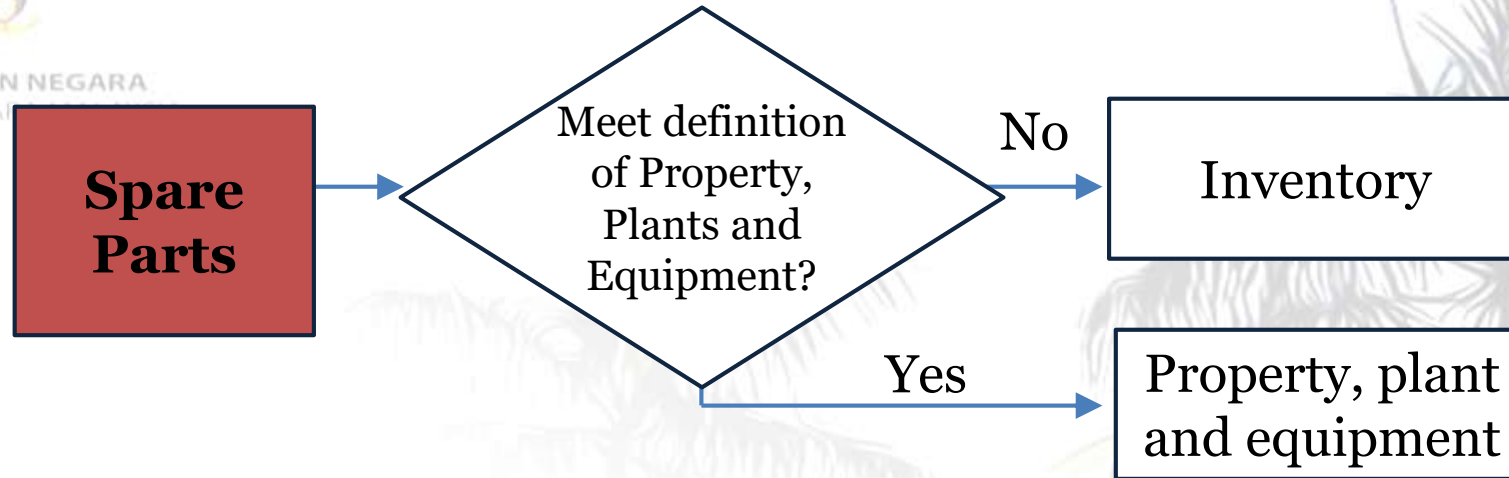 N NEGARA
Spare
Parts
Meet definition
of Property,
Plants and
Equipment?
No
Inventory
Yes
Property, plant
and equipment